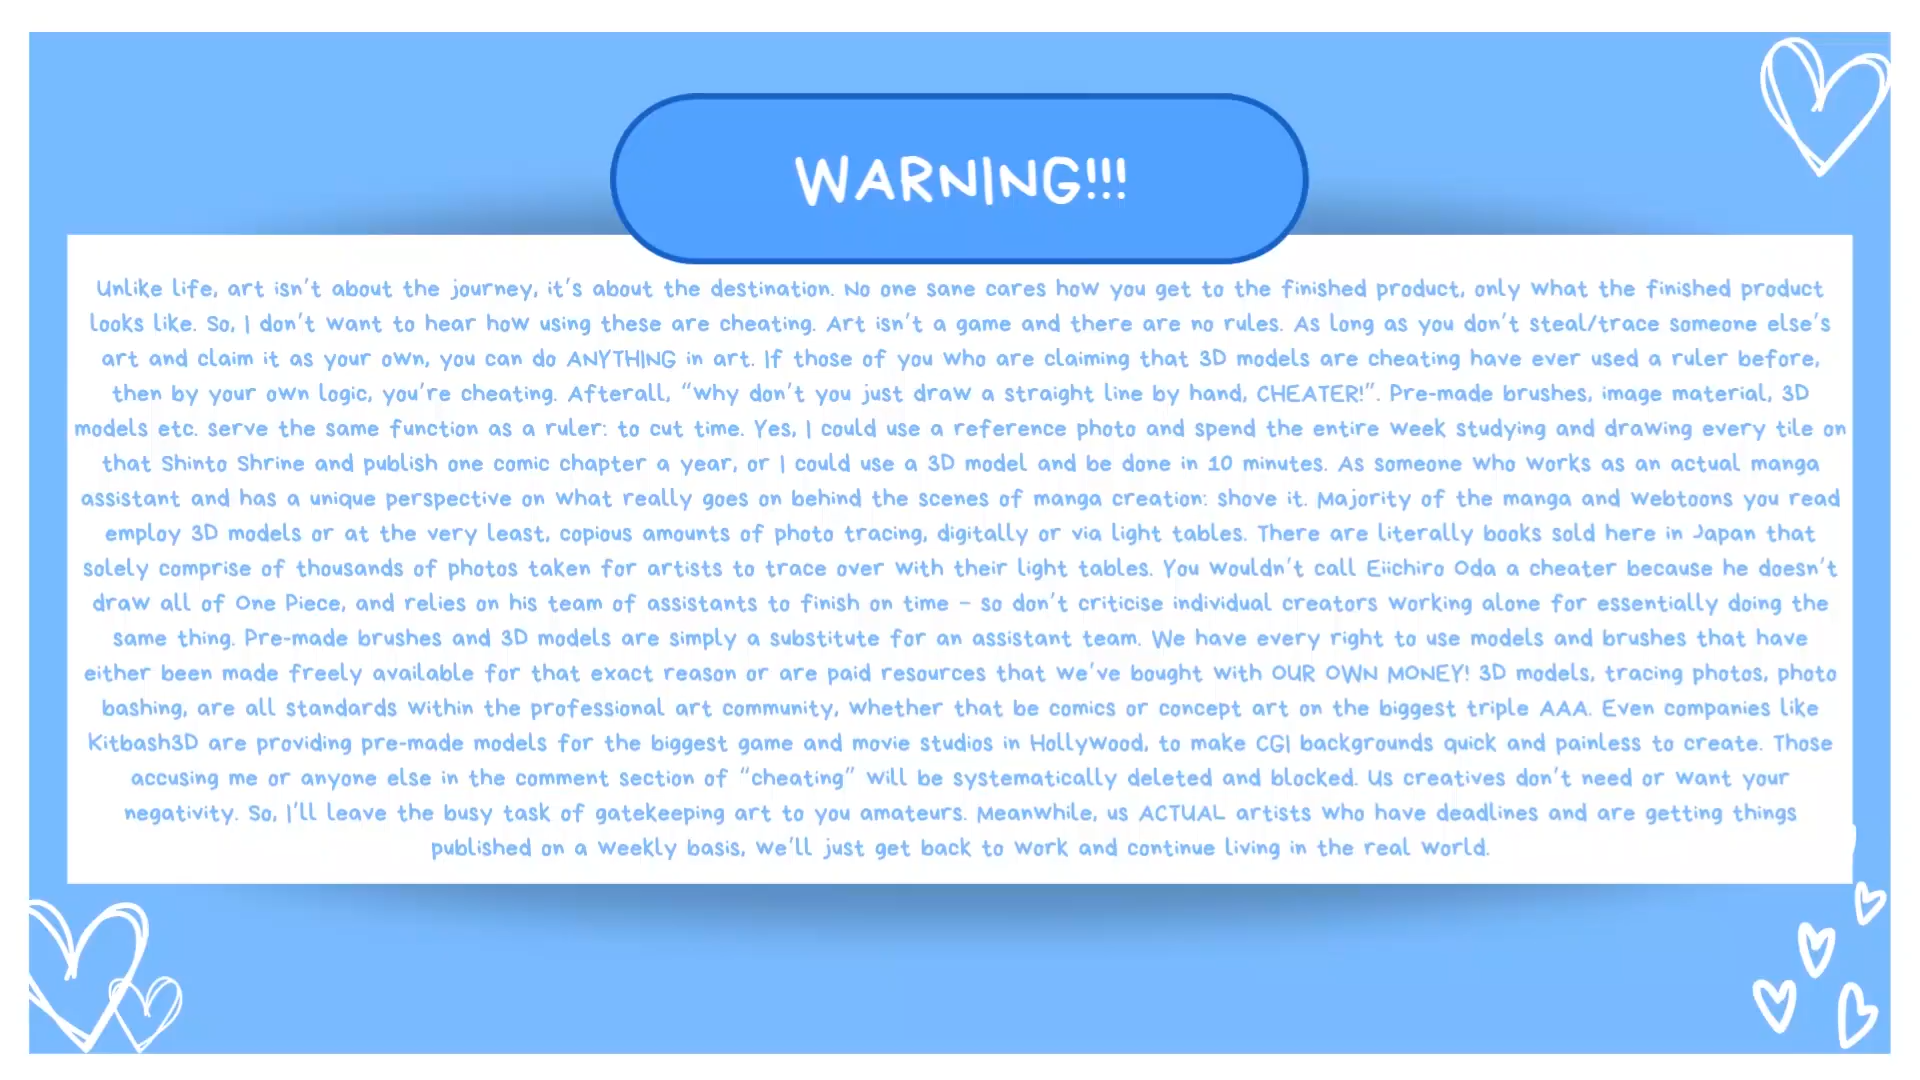 WARNING!!!
Unlike life, art isn't about the journey, it's about the destination. No one sane cares how you get to the finished product, only what the finished product
looks like. So, I don't want to hear how using these are cheating. Art isn't a game and there are no rules. As long as you don't steal/trace someone else's
art and claim it as your own, you can do ANYTHING in art. If those of you who are claiming that 3D models are cheating have ever used a ruler before,
then by your own logic, you're cheating. Afterall, “Why don't you just draw a straight line by hand, CHEATER!”. Pre-made brushes, image material, 3D
models etc. serve the same function as a ruler: to cut time. Yes, I could use a reference photo and spend the entire week studying and drawing every tile on
that Shinto Shrine and publish one comic chapter a year, or I could use a 3D model and be done in 10 minutes. As someone who works as an actual manga
assistant and has a unique perspective on what really goes on behind the scenes of manga creation: shove it. Majority of the manga and Webtoons you read
employ 3D models or at the very least, copious amounts of photo tracing, digitally or via light tables. There are literally books sold here in Japan that
solely comprise of thousands of photos taken for artists to trace over with their light tables. You wouldn't call Eiichiro Oda a cheater because he doesn't
draw all of One Piece, and relies on his team of assistants to finish on time – so don't criticise individual creators working alone for essentially doing the
same thing. Pre-made brushes and 3D models are simply a substitute for an assistant team. We have every right to use models and brushes that have
either been made freely available for that exact reason or are paid resources that we've bought with OUR OWN MONEY! 3D models, tracing photos, photo
bashing, are all standards within the professional art community, whether that be comics or concept art on the biggest triple AAA. Even companies like
Kitbash3D are providing pre-made models for the biggest game and movie studios in Hollywood, to make CGI backgrounds quick and painless to create. Those
accusing me or anyone else in the comment section of “cheating” will be systematically deleted and blocked. Us creatives don't need or want your
negativity. So, I'll leave the busy task of gatekeeping art to you amateurs. Meanwhile, us ACTUAL artists who have deadlines and are getting things
published on a weekly basis, we'll just get back to work and continue living in the real world.